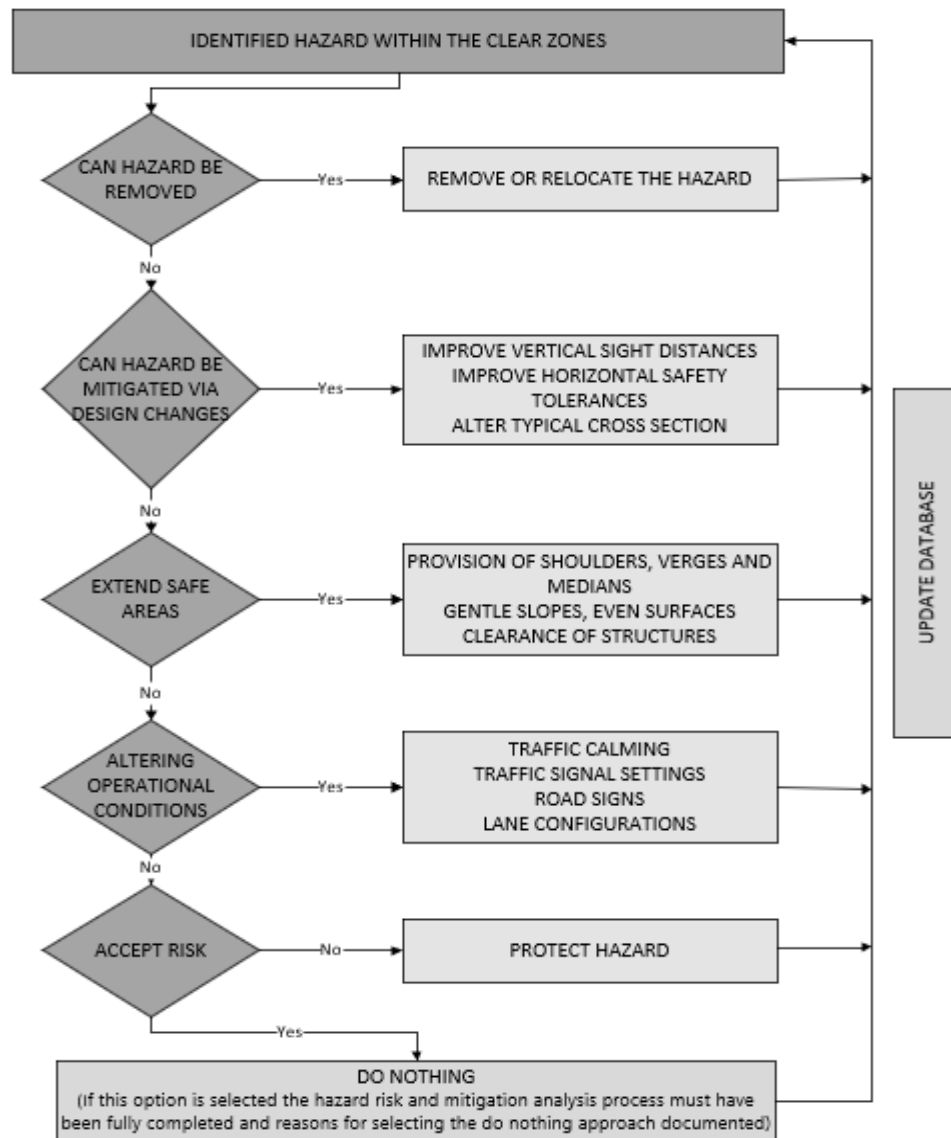 IDENTIFIED HAZARD WITHIN THE CLEAR ZONES
CAN HAZARD BE
REMOVED
Yes
REMOVE OR RELOCATE THE HAZARD
No
CAN HAZARD BE
MITIGATED VIA
DESIGN CHANGES
Yes
IMPROVE VERTICAL SIGHT DISTANCES
IMPROVE HORIZONTAL SAFETY
TOLERANCES
ALTER TYPICAL CROSS SECTION
No
EXTEND SAFE
AREAS
Yes
PROVISION OF SHOULDERS, VERGES AND
MEDIANS
GENTLE SLOPES, EVEN SURFACES
CLEARANCE OF STRUCTURES
No
ALTERING
OPERATIONAL
CONDITIONS
Yes
TRAFFIC CALMING
TRAFFIC SIGNAL SETTINGS
ROAD SIGNS
LANE CONFIGURATIONS
No
ACCEPT RISK
No
PROTECT HAZARD
Yes
DO NOTHING
(If this option is selected the hazard risk and mitigation analysis process must have
been fully completed and reasons for selecting the do nothing approach documented)
UPDATE DATABASE